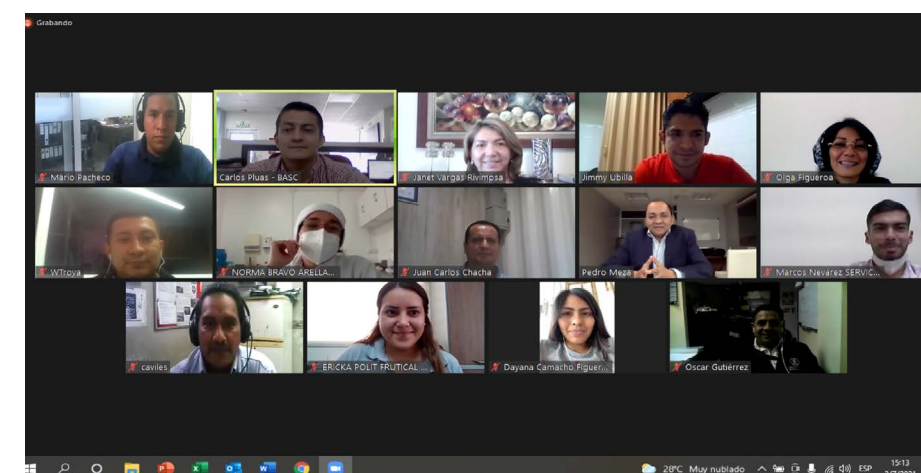 Grabando
Mario Pacheco
Carlos Pluas - BASC
Janet Vargas Rivimpsa
Jimmy Ubilla
Olga Figueroa
WTroya
NORMA BRAVO ARELLA...
Juan Carlos Chacha
Pedro Meza
Marcos Nevárez SERVIC...
caviles
ERICKA POLIT FRUTICAL ...
Dayana Camacho Figuer...
Oscar Gutiérrez
28°C Muy nublado
ESP
15:13